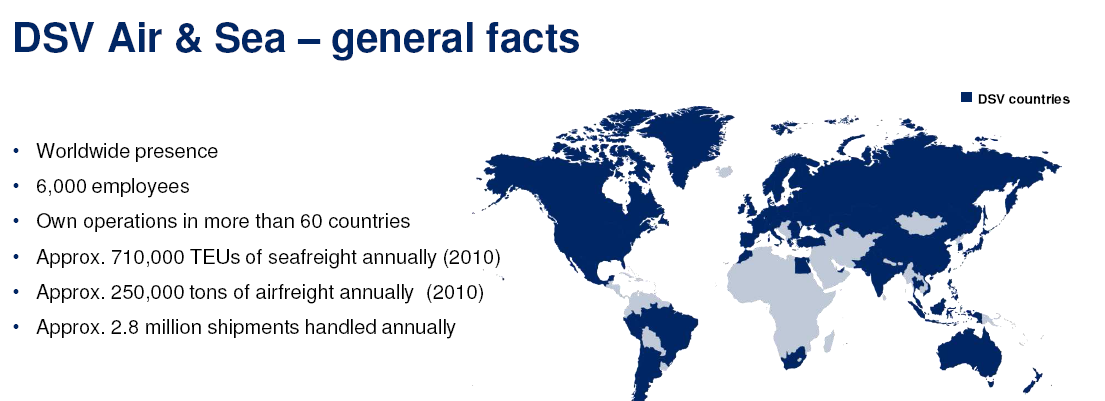 DSV Air & Sea – general facts
DSV countries
• Worldwide presence
• 6,000 employees
• Own operations in more than 60 countries
• Approx. 710,000 TEUs of seafreight annually (2010)
• Approx. 250,000 tons of airfreight annually (2010)
• Approx. 2.8 million shipments handled annually